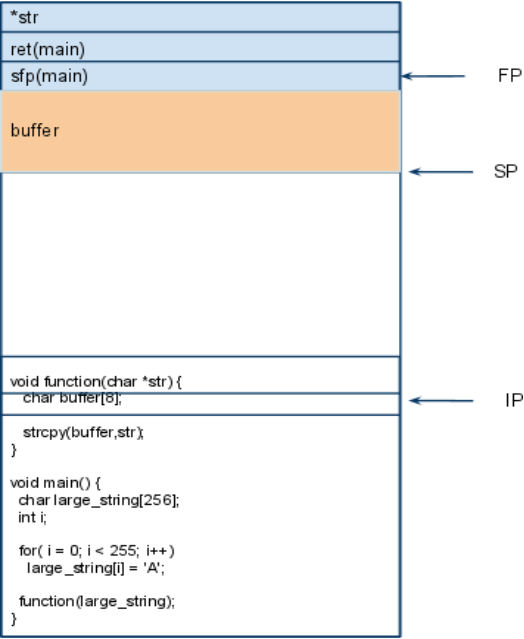 *str
ret(main)
sfp(main)
FP
buffer
SP
void function(char *str) {
char buffer[8];
IP
strcpy(buffer,str);
}
void main() {
char large_string[256];
int i;
for( i = 0; i < 255; i++)
large_string[i] = 'A';
function(large_string);
}